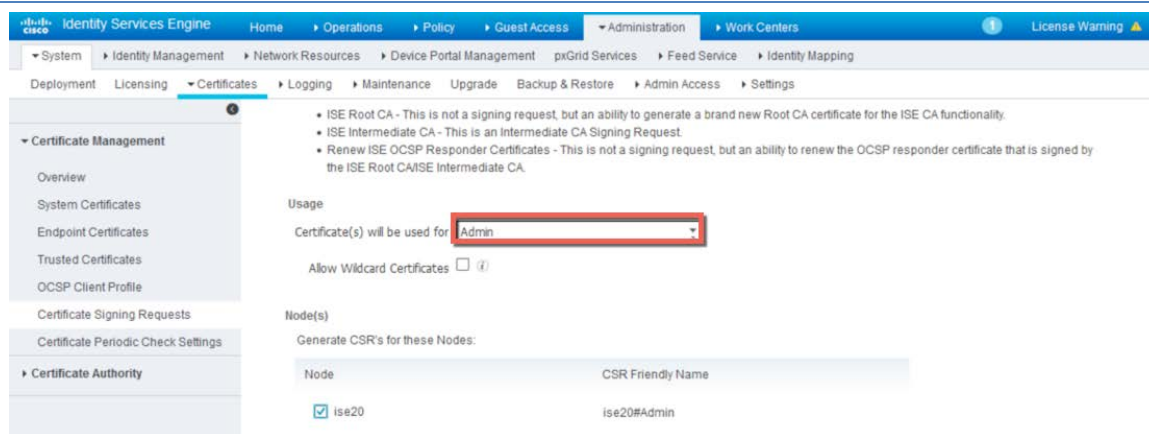 cisco Identity Services Engine Home Operations Policy Guest Access Administration Work Centers 1 License Warning
System Identity Management Network Resources Device Portal Management pxGrid Services Feed Service Identity Mapping
Deployment Licensing Certificates Logging Maintenance Upgrade Backup & Restore Admin Access Settings
Certificate Management
Overview
System Certificates
Endpoint Certificates
Trusted Certificates
OCSP Client Profile
Certificate Signing Requests
Certificate Periodic Check Settings
Certificate Authority
• ISE Root CA - This is not a signing request, but an ability to generate a brand new Root CA certificate for the ISE CA functionality.
• ISE Intermediate CA - This is an Intermediate CA Signing Request.
• Renew ISE OCSP Responder Certificates - This is not a signing request, but an ability to renew the OCSP responder certificate that is signed by
the ISE Root CA/ISE Intermediate CA.
Usage
Certificate(s) will be used for Admin
Allow Wildcard Certificates i
Node(s)
Generate CSR's for these Nodes:
Node CSR Friendly Name
ise20 ise20#Admin